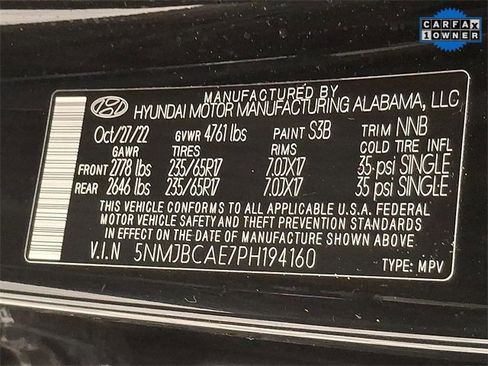 CARFAX
1 OWNER
MANUFACTURED BY
HYUNDAI MOTOR MANUFACTURING ALABAMA, LLC
Oct/27/22 GVWR 4761 lbs PAINT S3B TRIM NNB
GAWR TIRES RIMS COLD TIRE INFL
FRONT 2778 lbs 235/65R17 7.0JX17 35 psi SINGLE
REAR 2646 lbs 235/65R17 7.0JX17 35 psi SINGLE
THIS VEHICLE CONFORMS TO ALL APPLICABLE U.S.A. FEDERAL
MOTOR VEHICLE SAFETY AND THEFT PREVENTION STANDARDS
IN EFFECT ON THE DATE OF MANUFACTURE SHOWN ABOVE.
V.I.N 5NMJBCAE7PH194160 TYPE: MPV